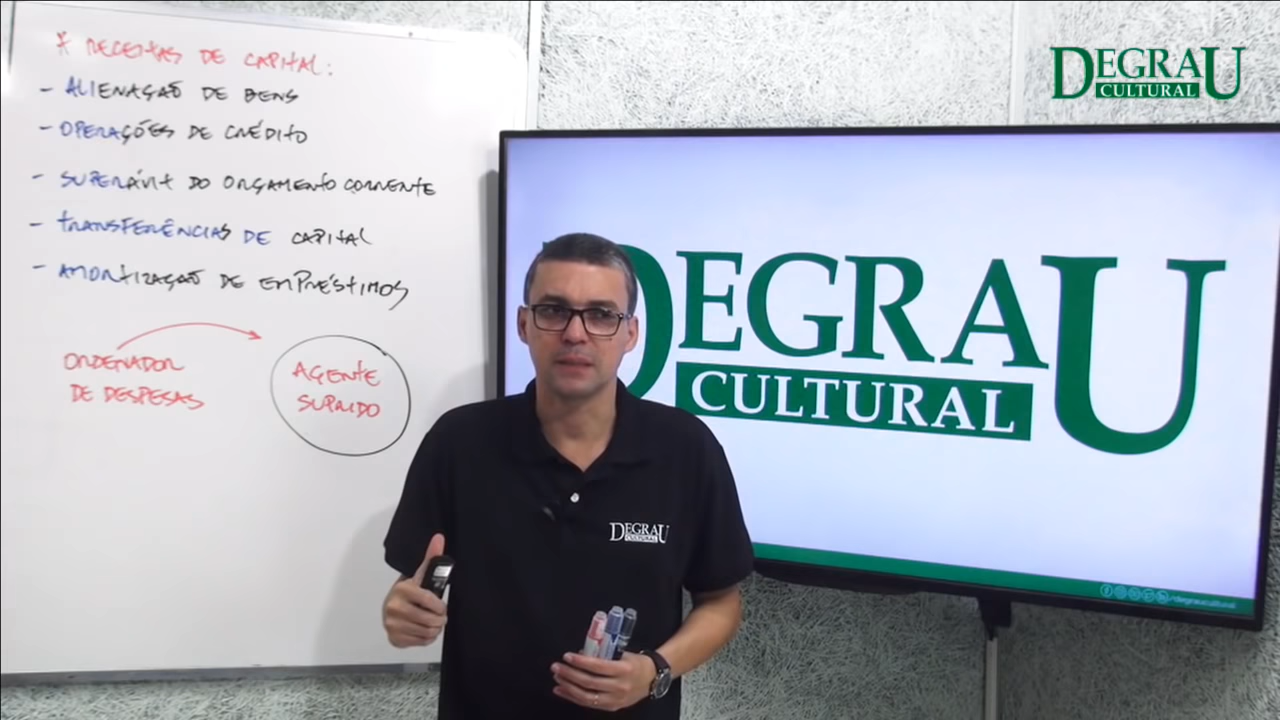 * RECEITAS DE CAPITAL:
- ALIENAÇÃO DE BENS
- OPERAÇÕES DE CRÉDITO
- SUPERÁVIT DO ORÇAMENTO CORRENTE
- TRANSFERÊNCIAS DE CAPITAL
- AMORTIZAÇÃO DE EMPRÉSTIMOS
ORDENADOR
DE DESPESAS
AGENTE
SUPRIDO
DEGRAU
CULTURAL
DEGRAU
CULTURAL
/degraucultural
DEGRAU
CULTURAL